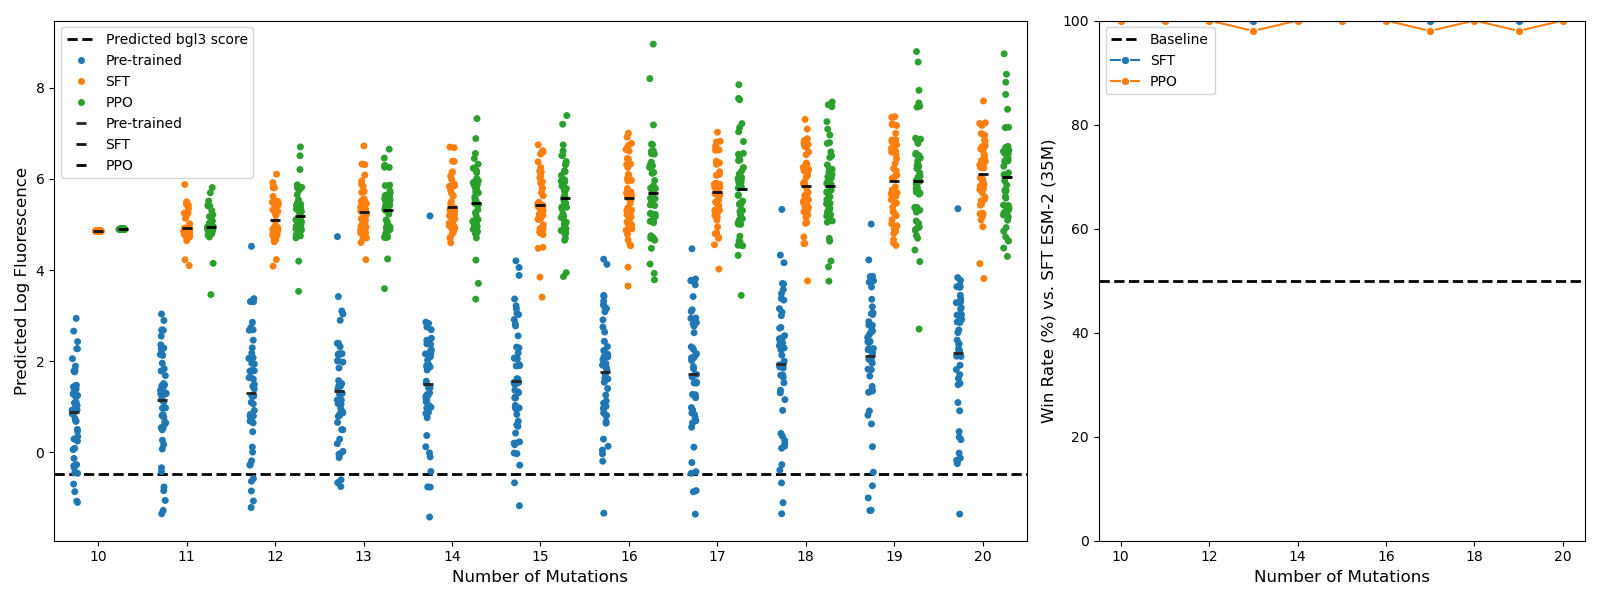 Predicted bgl3 score
Pre-trained
SFT
PPO
Pre-trained
SFT
PPO
Predicted Log Fluorescence
8
6
4
2
0
10 11 12 13 14 15 16 17 18 19 20
Number of Mutations
Baseline
SFT
PPO
Win Rate (%) vs. SFT ESM-2 (35M)
100
80
60
40
20
0
10 12 14 16 18 20
Number of Mutations